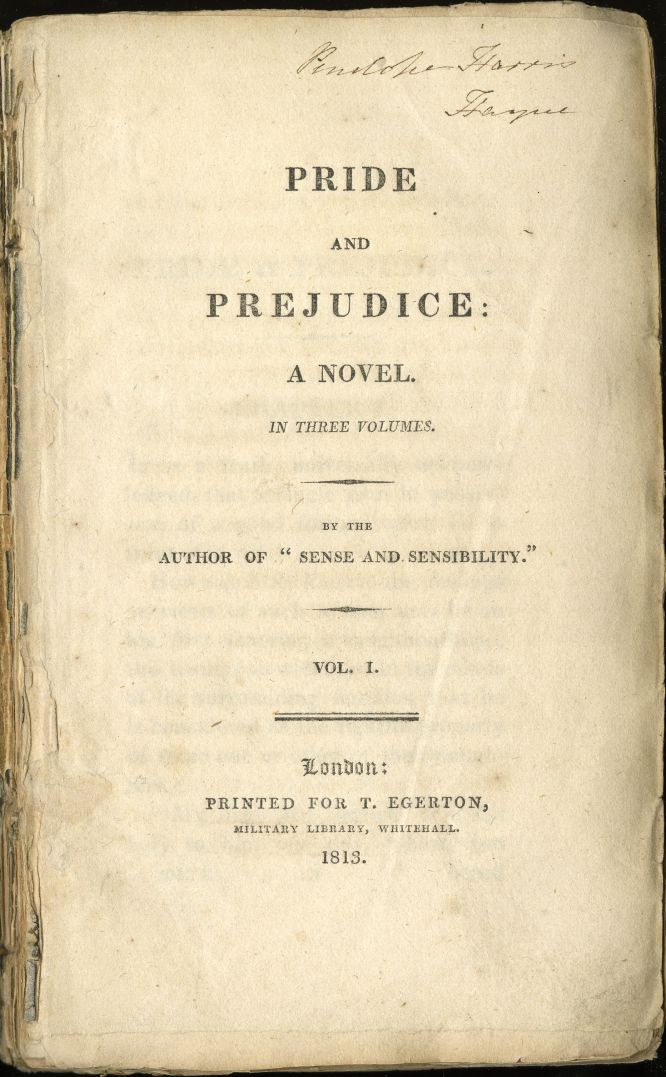 Penelope Harris
Hayne
PRIDE
AND
PREJUDICE:
A NOVEL.
IN THREE VOLUMES.
BY THE
AUTHOR OF “ SENSE AND SENSIBILITY.”
VOL. I.
London:
PRINTED FOR T. EGERTON,
MILITARY LIBRARY, WHITEHALL.
1813.